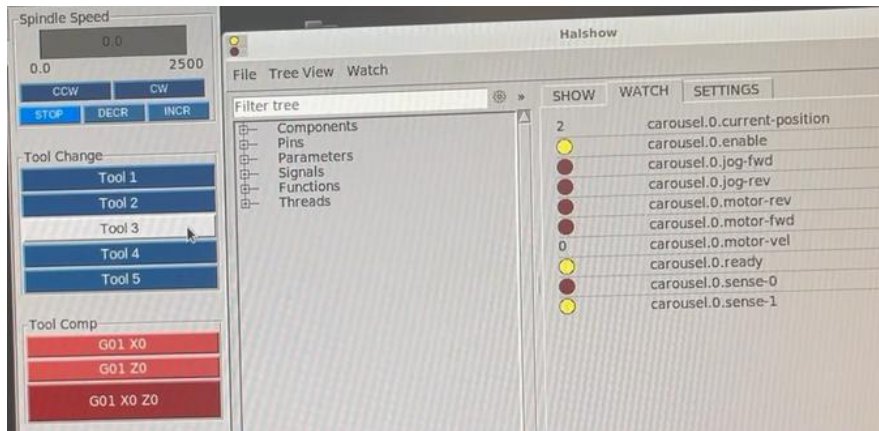 Spindle Speed
0.0
0.0 2500
CCW CW
STOP DECR INCR
Tool Change
Tool 1
Tool 2
Tool 3
Tool 4
Tool 5
Tool Comp
G01 X0
G01 Z0
G01 X0 Z0
Halshow
File Tree View Watch
Filter tree
Components
Pins
Parameters
Signals
Functions
Threads
SHOW WATCH SETTINGS
2 carousel.0.current-position
carousel.0.enable
carousel.0.jog-fwd
carousel.0.jog-rev
carousel.0.motor-rev
carousel.0.motor-fwd
0 carousel.0.motor-vel
carousel.0.ready
carousel.0.sense-0
carousel.0.sense-1